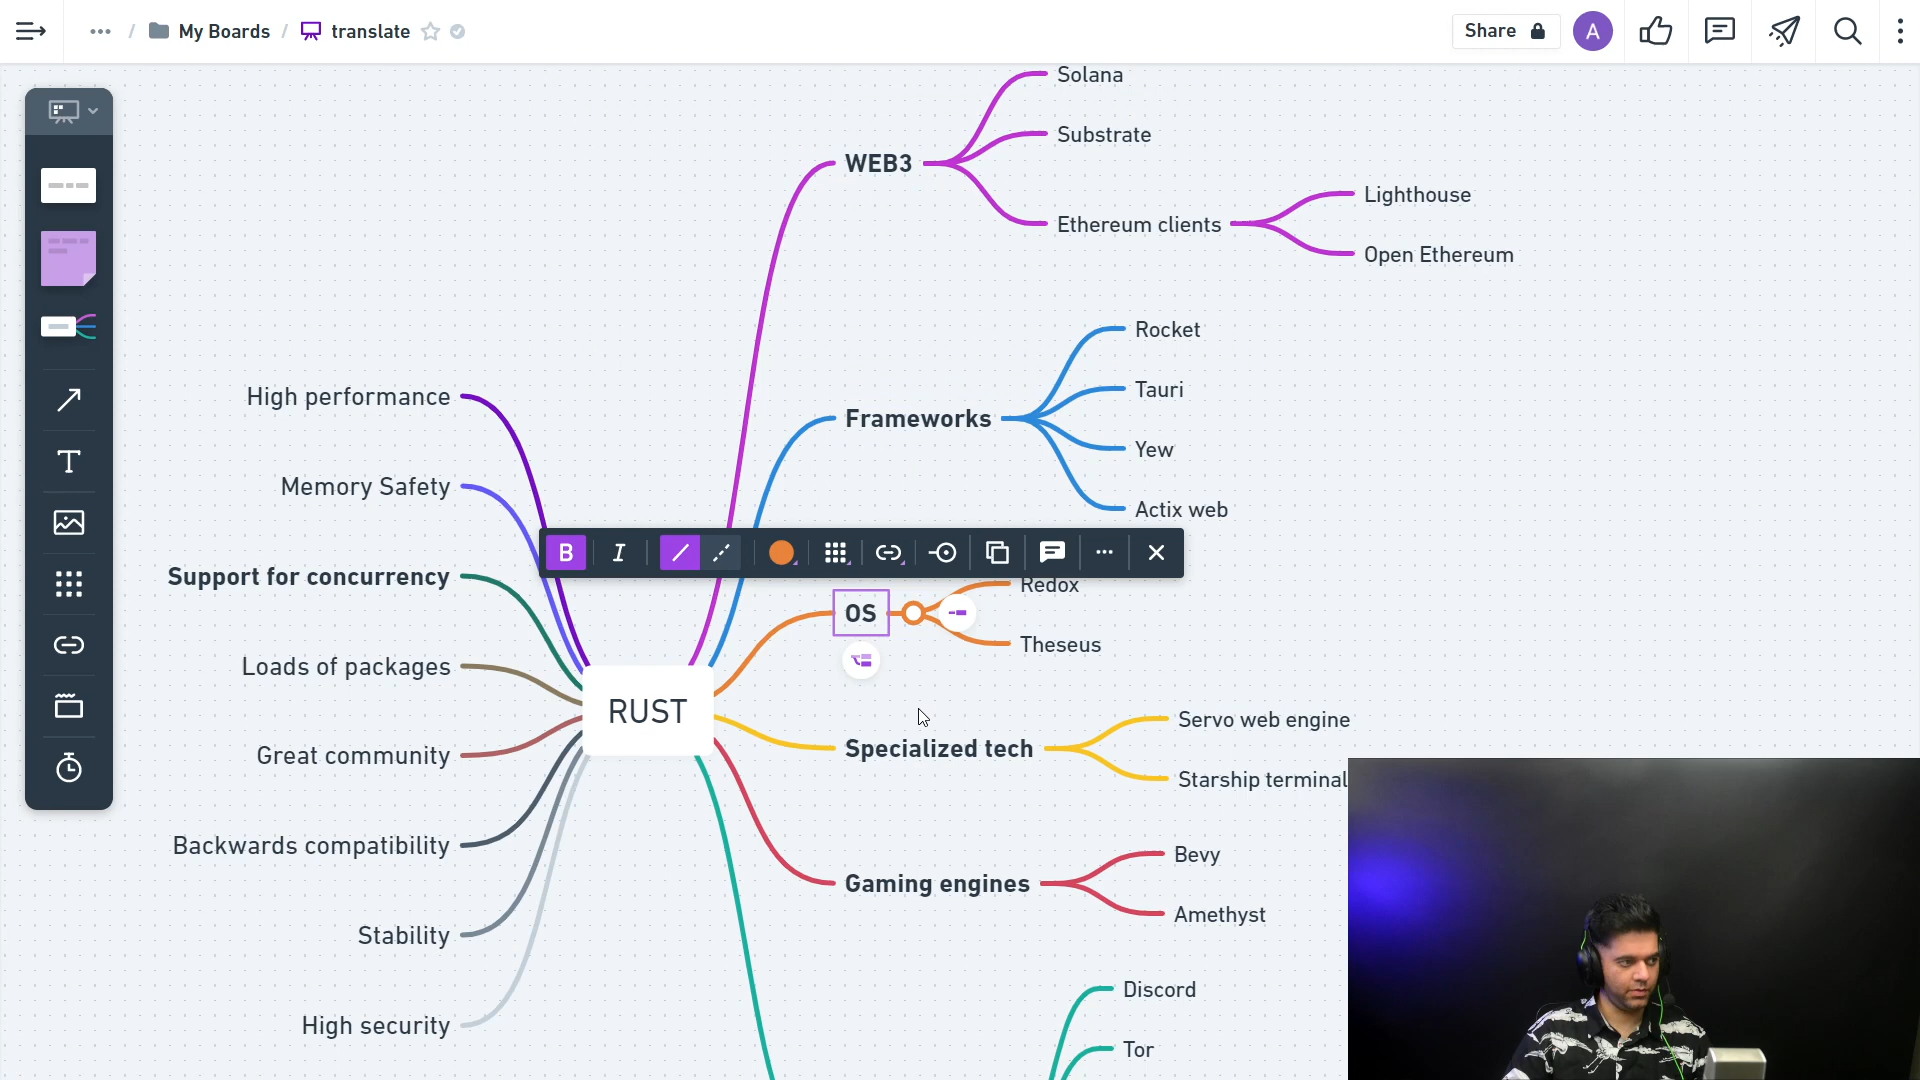 My Boards / translate
Share
A
Solana
Substrate
WEB3
Ethereum clients
Lighthouse
Open Ethereum
Rocket
Tauri
Frameworks
Yew
Actix web
High performance
Memory Safety
B I
Support for concurrency
Redox
OS
Theseus
Loads of packages
RUST
Servo web engine
Specialized tech
Starship terminal
Great community
Backwards compatibility
Bevy
Gaming engines
Amethyst
Stability
Discord
High security
Tor